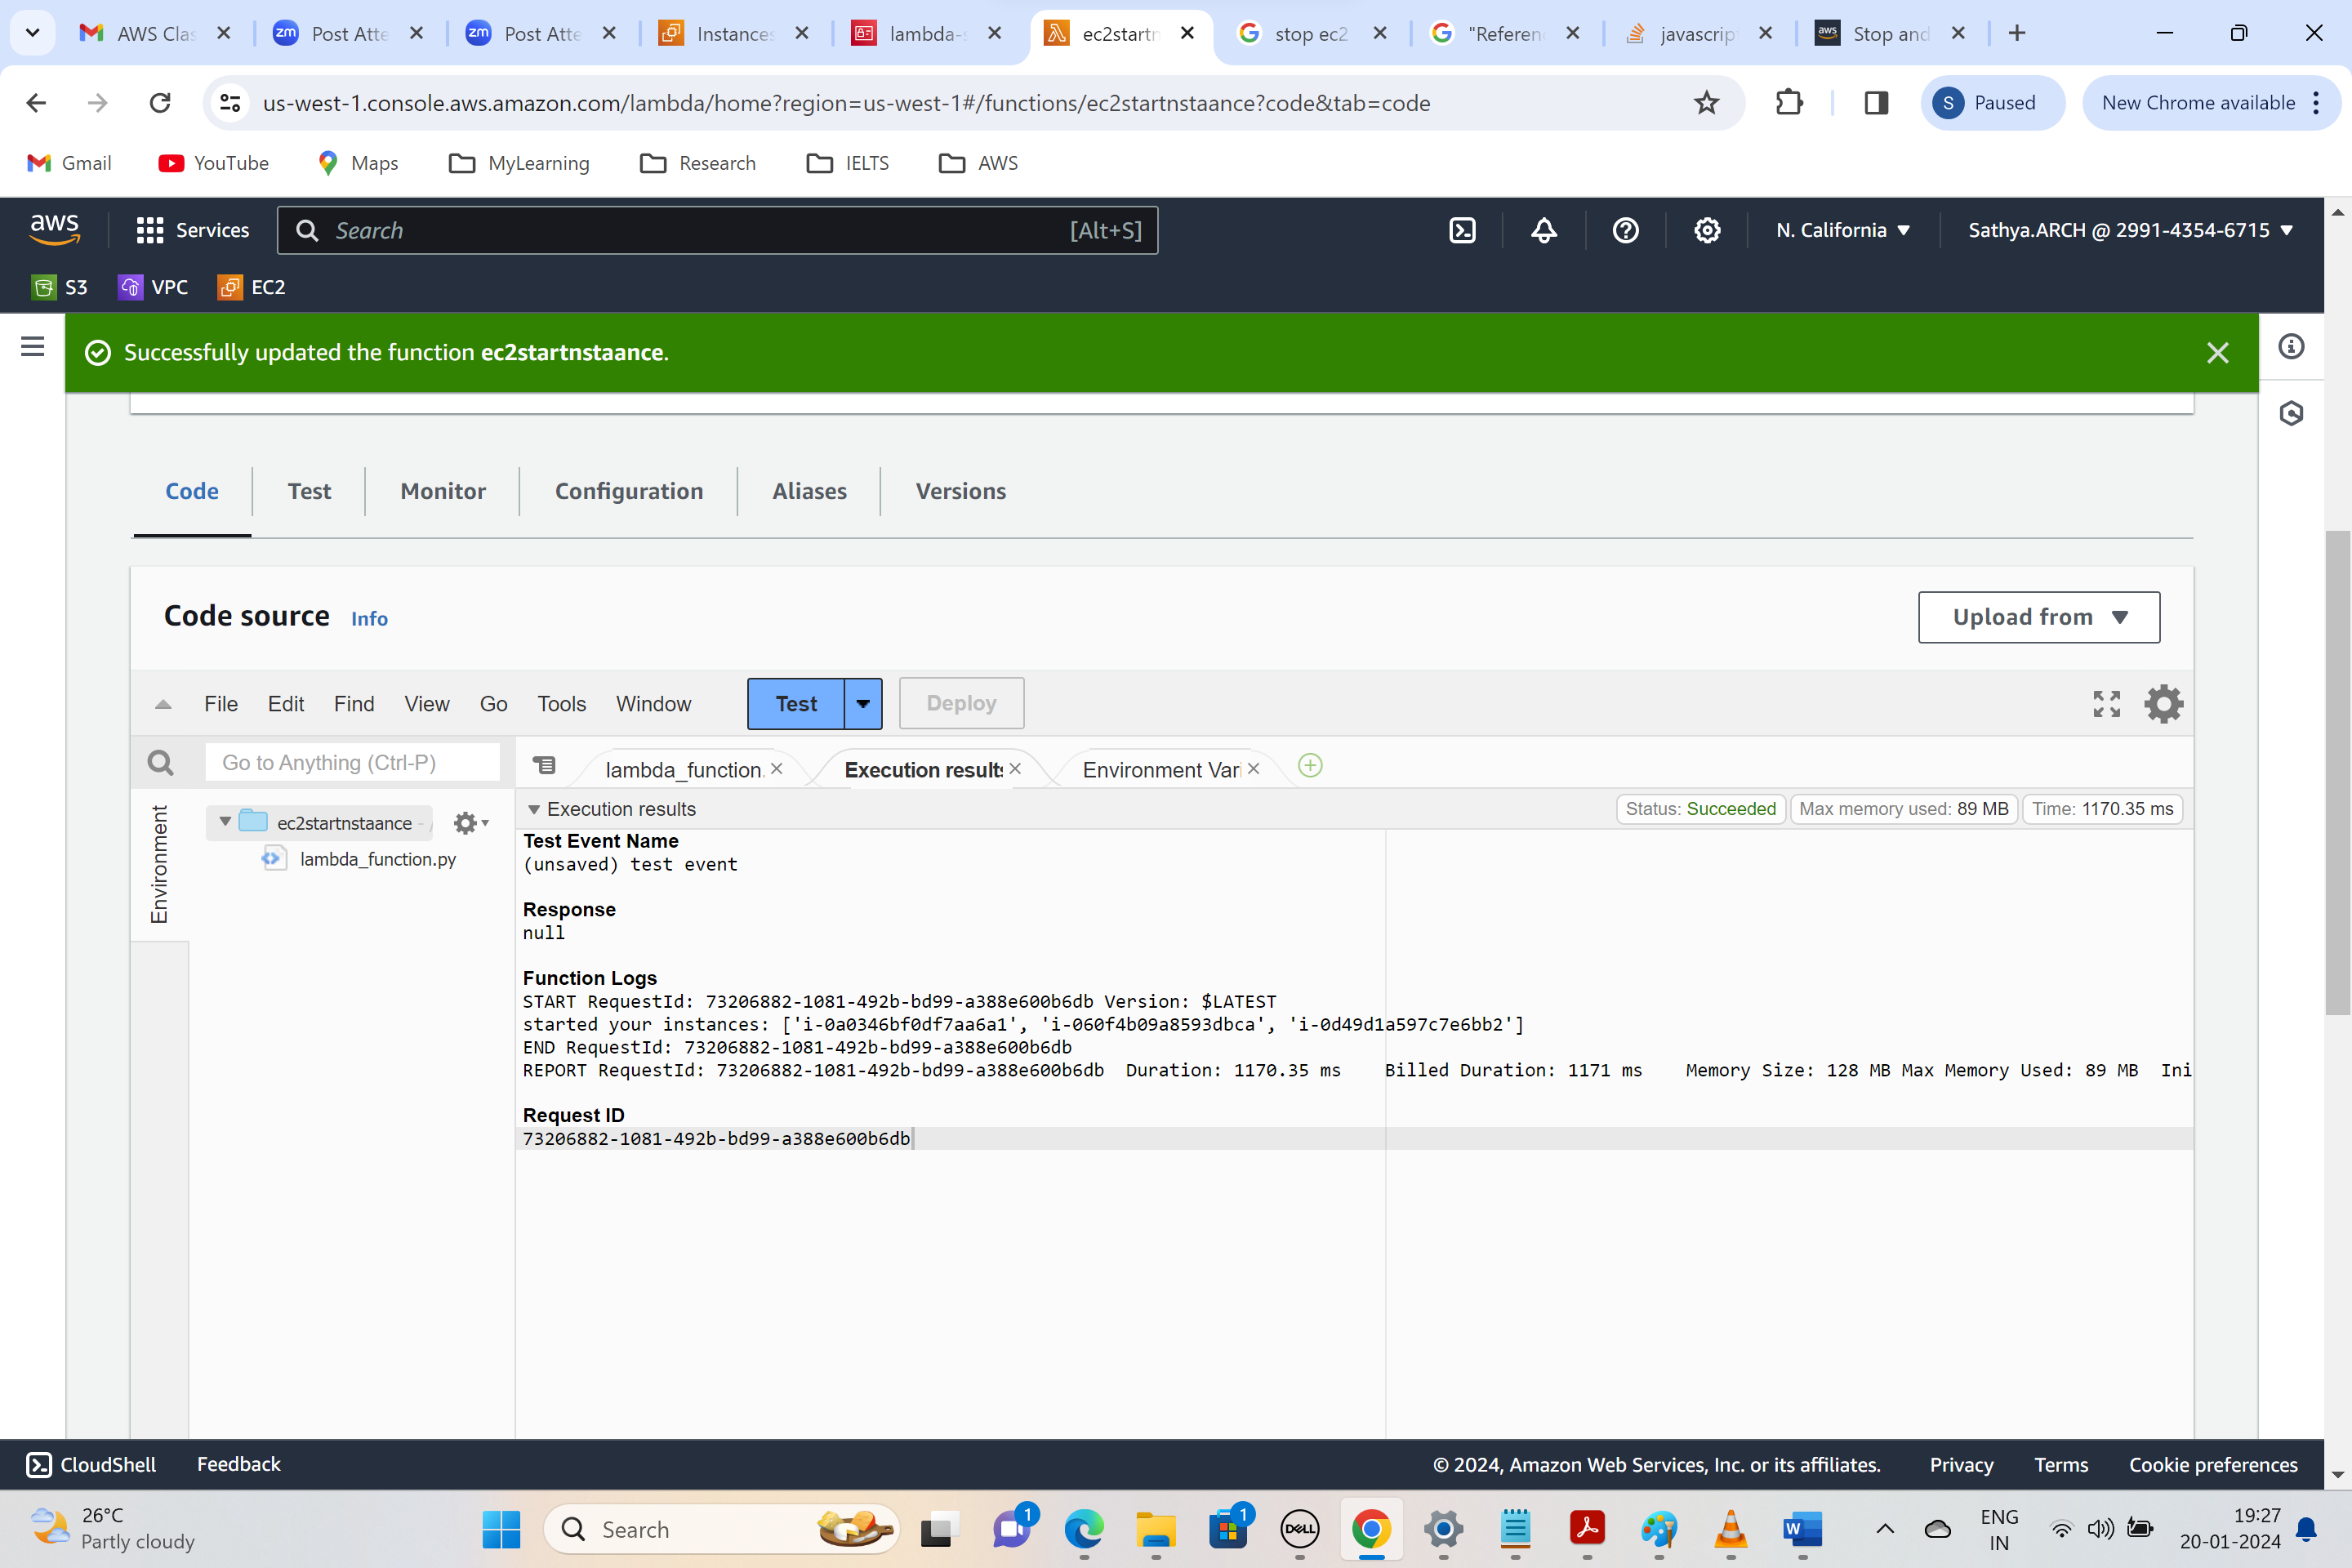 AWS Clas
Post Atte
Post Atte
Instances
lambda-s
ec2startn
stop ec2
"Referen
javascrip
Stop and
us-west-1.console.aws.amazon.com/lambda/home?region=us-west-1#/functions/ec2startnstaance?code&tab=code
S
Paused
New Chrome available
Gmail
YouTube
Maps
MyLearning
Research
IELTS
AWS
aws
Services
Search
[Alt+S]
N. California
Sathya.ARCH @ 2991-4354-6715
S3
VPC
EC2
Successfully updated the function ec2startnstaance.
Code
Test
Monitor
Configuration
Aliases
Versions
Code source
Info
Upload from
File
Edit
Find
View
Go
Tools
Window
Test
Deploy
Go to Anything (Ctrl-P)
lambda_function.
Execution results
Environment Vari
Environment
ec2startnstaance - /
lambda_function.py
Execution results
Status: Succeeded
Max memory used: 89 MB
Time: 1170.35 ms
Test Event Name
(unsaved) test event
Response
null
Function Logs
START RequestId: 73206882-1081-492b-bd99-a388e600b6db Version: $LATEST
started your instances: ['i-0a0346bf0df7aa6a1', 'i-060f4b09a8593dbca', 'i-0d49d1a597c7e6bb2']
END RequestId: 73206882-1081-492b-bd99-a388e600b6db
REPORT RequestId: 73206882-1081-492b-bd99-a388e600b6db  Duration: 1170.35 ms    Billed Duration: 1171 ms    Memory Size: 128 MB Max Memory Used: 89 MB  Ini
Request ID
73206882-1081-492b-bd99-a388e600b6db
CloudShell
Feedback
© 2024, Amazon Web Services, Inc. or its affiliates.
Privacy
Terms
Cookie preferences
26°C
Partly cloudy
Search
1
1
DELL
W
ENG
IN
19:27
20-01-2024